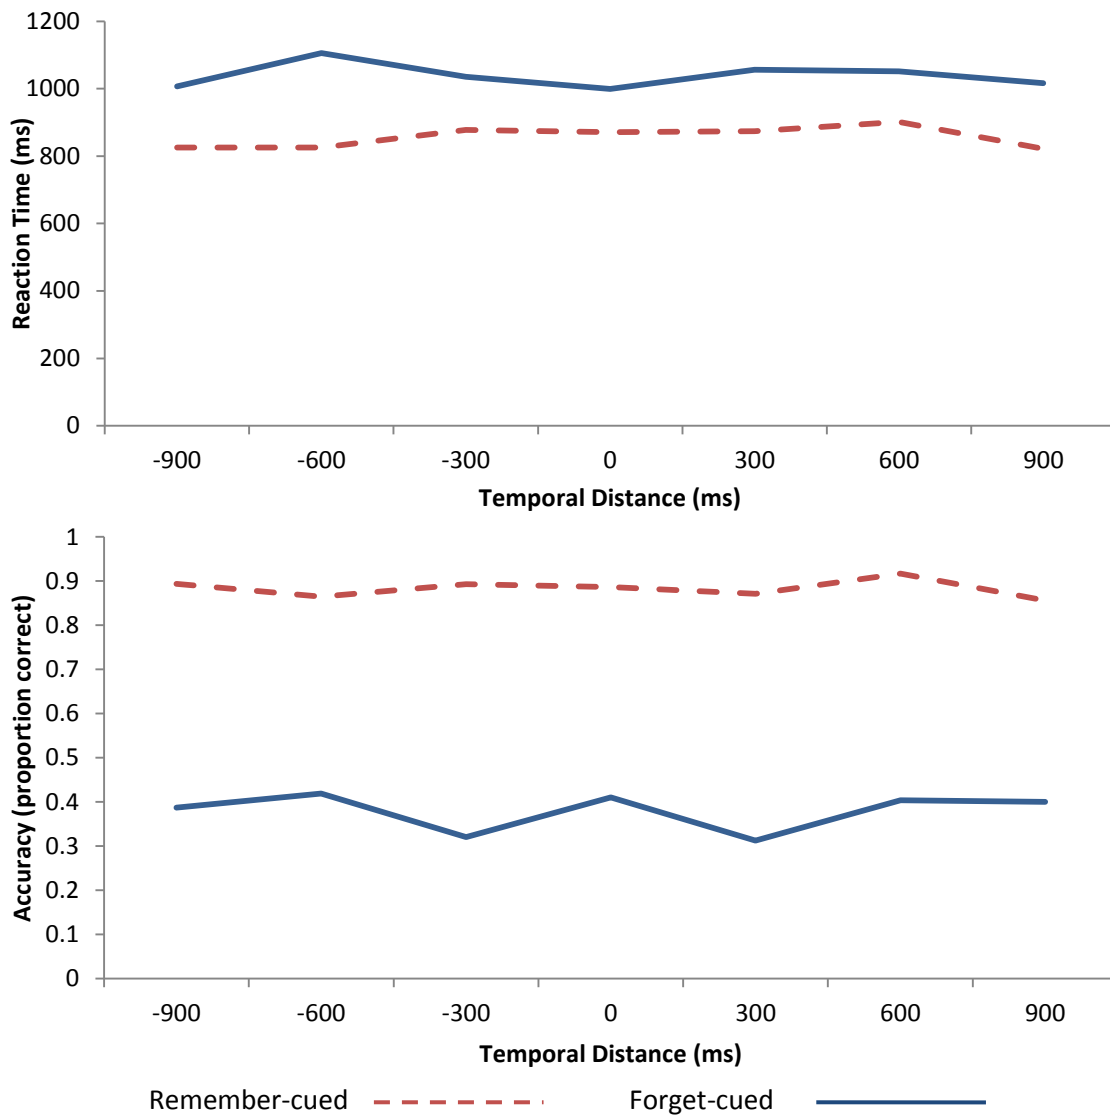 1200
1000
800
600
400
200
0
Reaction Time (ms)
-900 -600 -300 0 300 600 900
Temporal Distance (ms)
1
0.9
0.8
0.7
0.6
0.5
0.4
0.3
0.2
0.1
0
Accuracy (proportion correct)
-900 -600 -300 0 300 600 900
Temporal Distance (ms)
Remember-cued Forget-cued